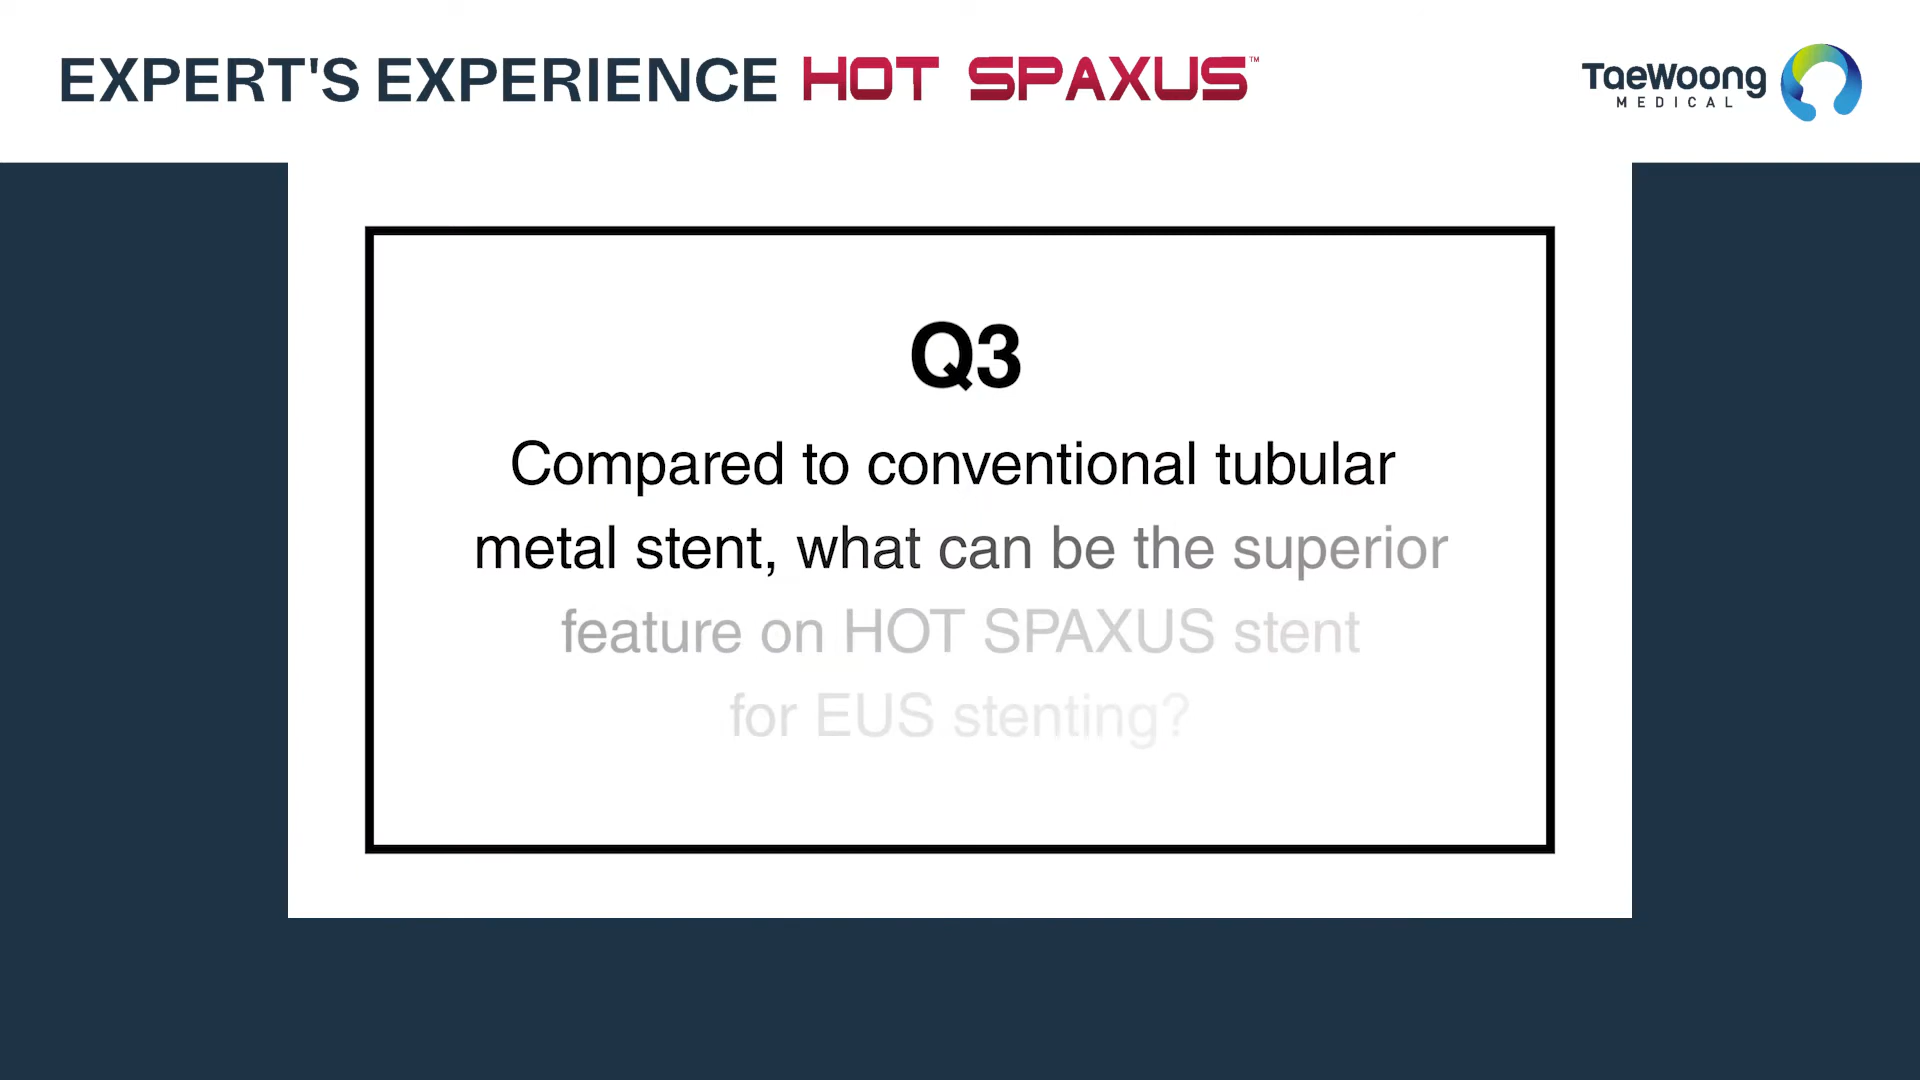 EXPERT'S EXPERIENCE HOT SPAXUS™
TaeWoong
MEDICAL
Q3
Compared to conventional tubular
metal stent, what can be the superior
feature on HOT SPAXUS stent
for EUS stenting?